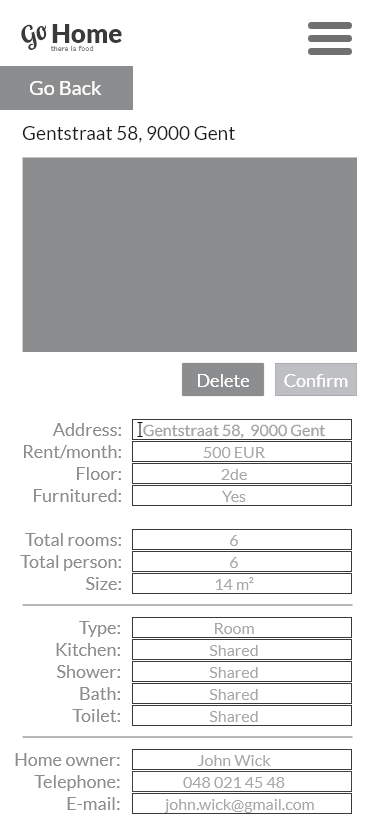 Go Home
there is food
Go Back
Gentstraat 58, 9000 Gent
Delete Confirm
Address: Gentstraat 58, 9000 Gent
Rent/month: 500 EUR
Floor: 2de
Furnitured: Yes
Total rooms: 6
Total person: 6
Size: 14 m²
Type: Room
Kitchen: Shared
Shower: Shared
Bath: Shared
Toilet: Shared
Home owner: John Wick
Telephone: 048 021 45 48
E-mail: john.wick@gmail.com